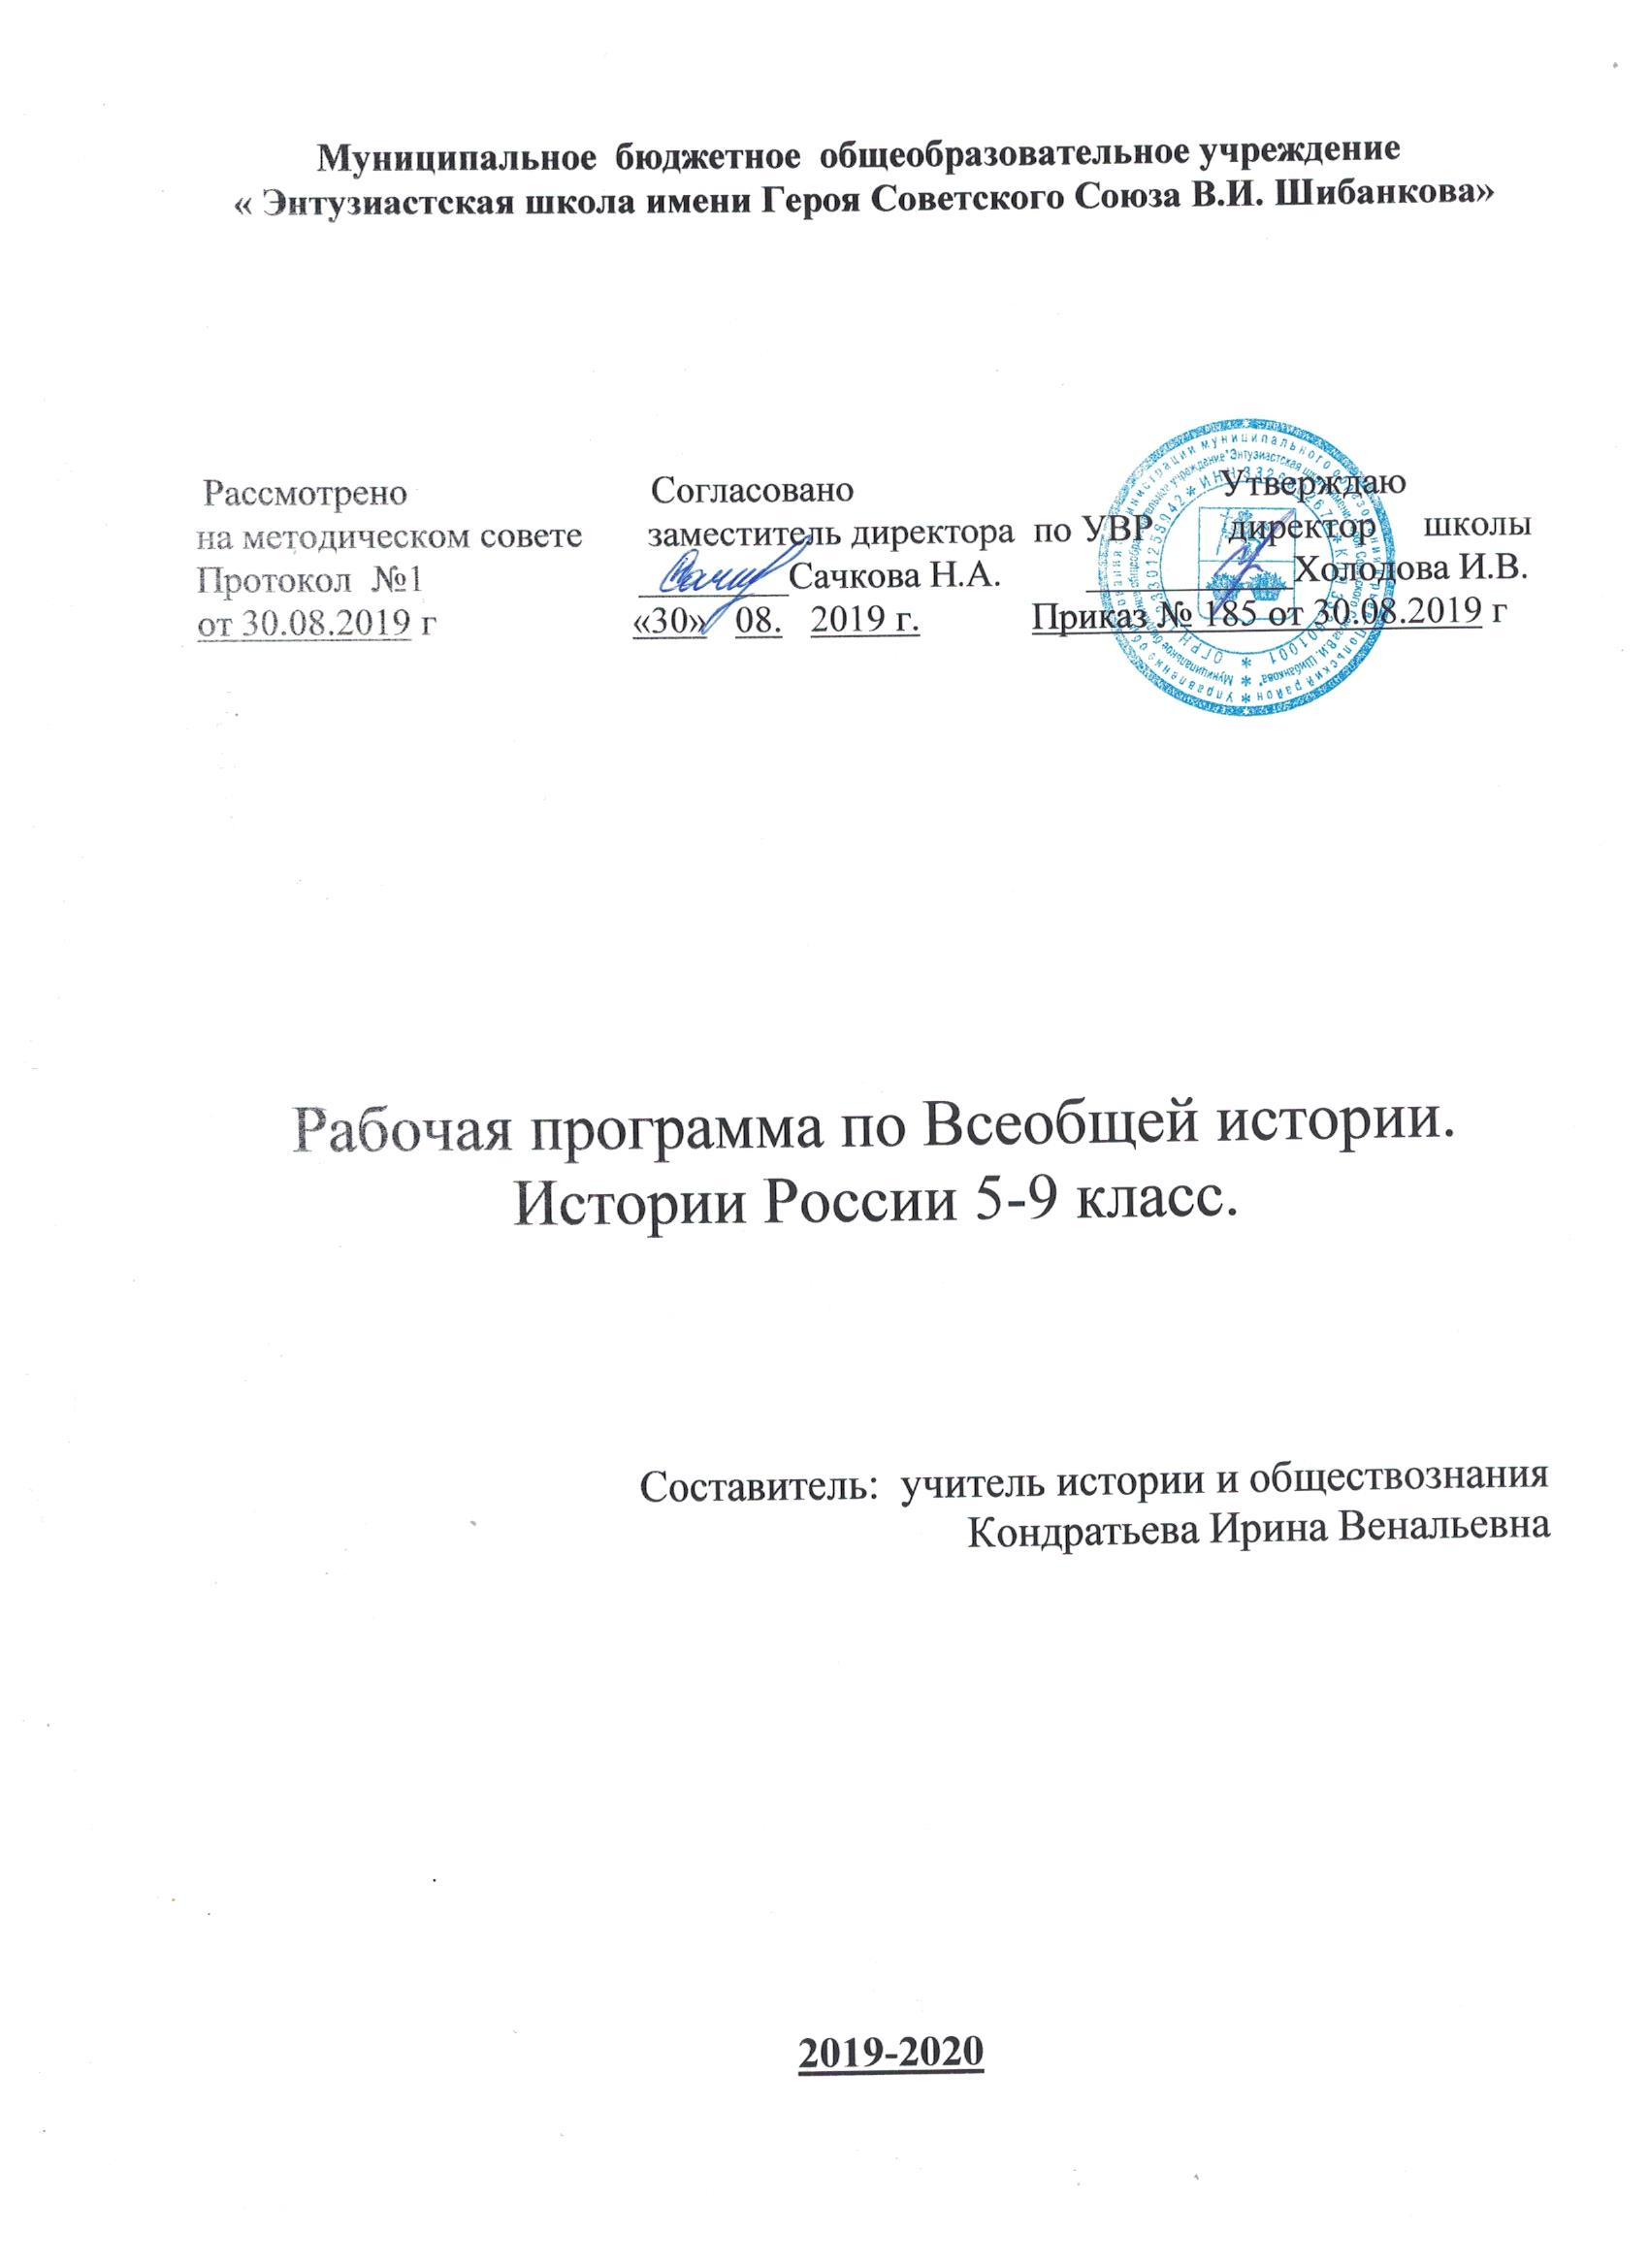 Муниципальное бюджетное общеобразовательное учреждение
« Энтузиастская школа имени Героя Советского Союза В.И. Шибанкова»
Рассмотрено Согласовано Утверждаю
на методическом совете заместитель директора по УВР директор школы
Протокол №1 ________Сачкова Н.А. ___________Холодова И.В.
от 30.08.2019 г «30» 08. 2019 г. Приказ № 185 от 30.08.2019 г
Рабочая программа по Всеобщей истории.
Истории России 5-9 класс.
Составитель: учитель истории и обществознания
Кондратьева Ирина Венальевна
2019-2020